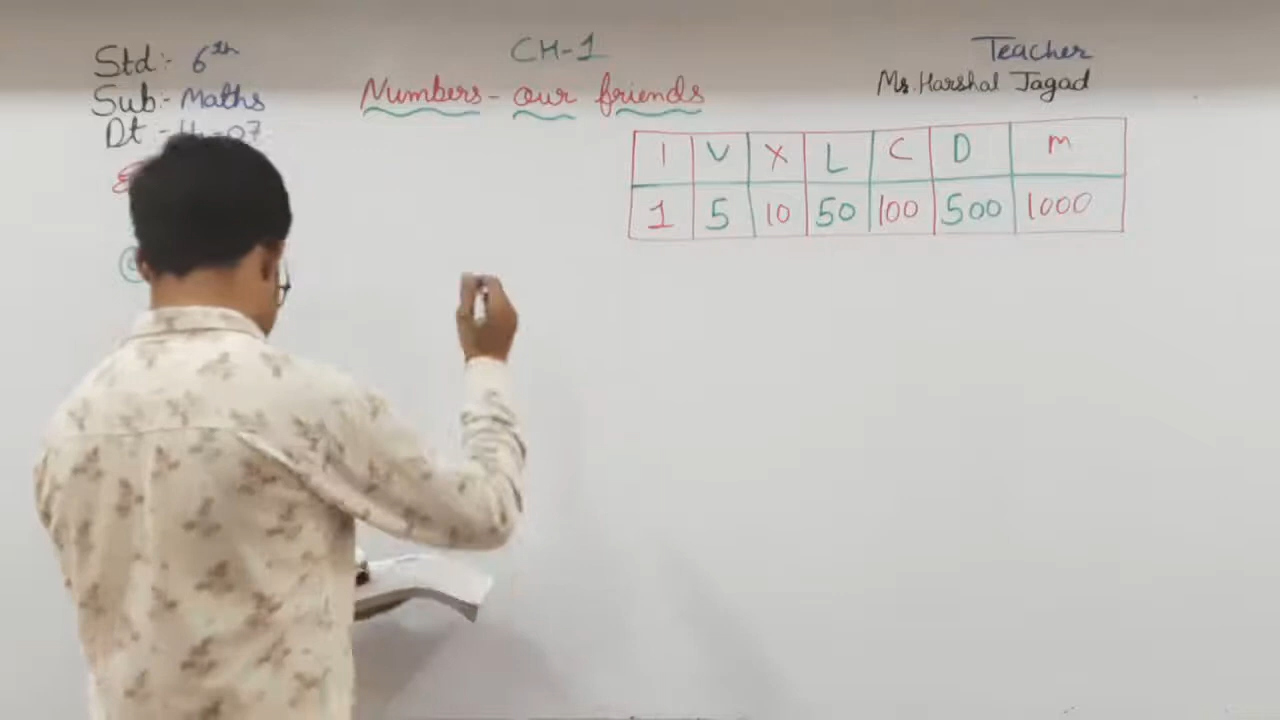 Std:- 6th
Sub:- Maths
Dt -
CH-1
Numbers - our friends
Teacher
Ms. Harshal Jagad
I V X L C D M
1 5 10 50 100 500 1000